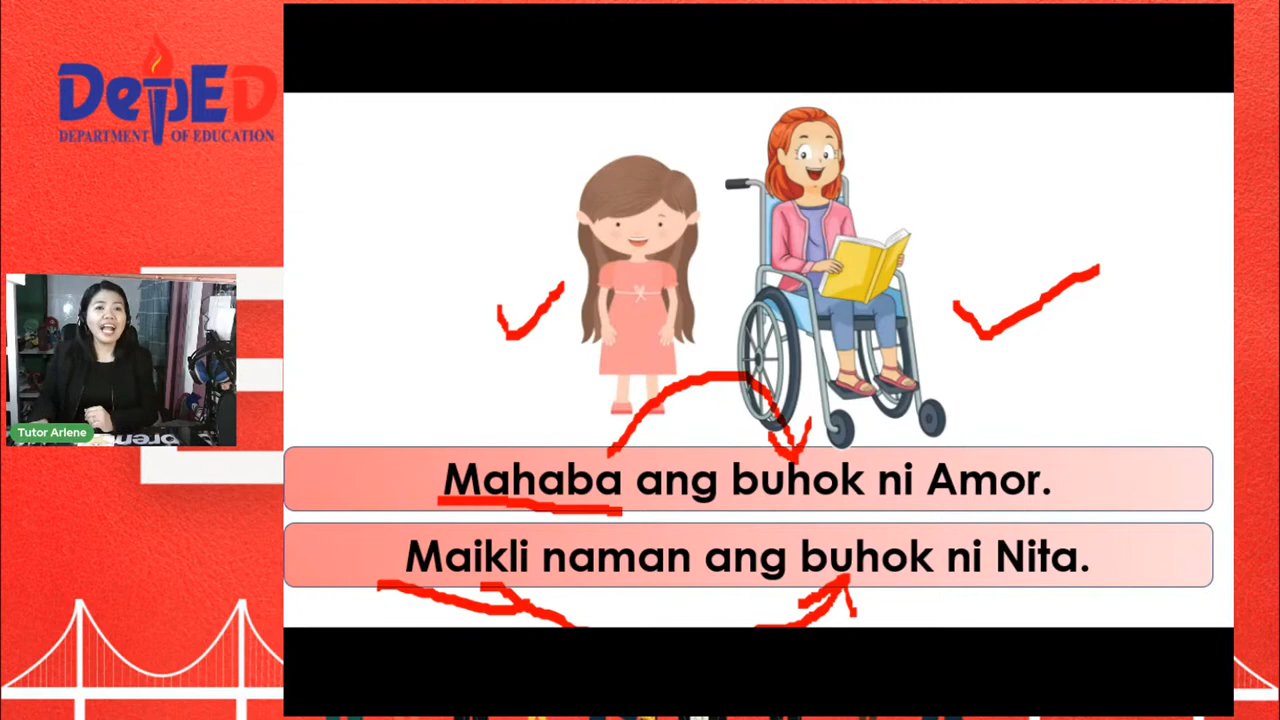 DepED
DEPARTMENT OF EDUCATION
Tutor Arlene
Mahaba ang buhok ni Amor.
Maikli naman ang buhok ni Nita.